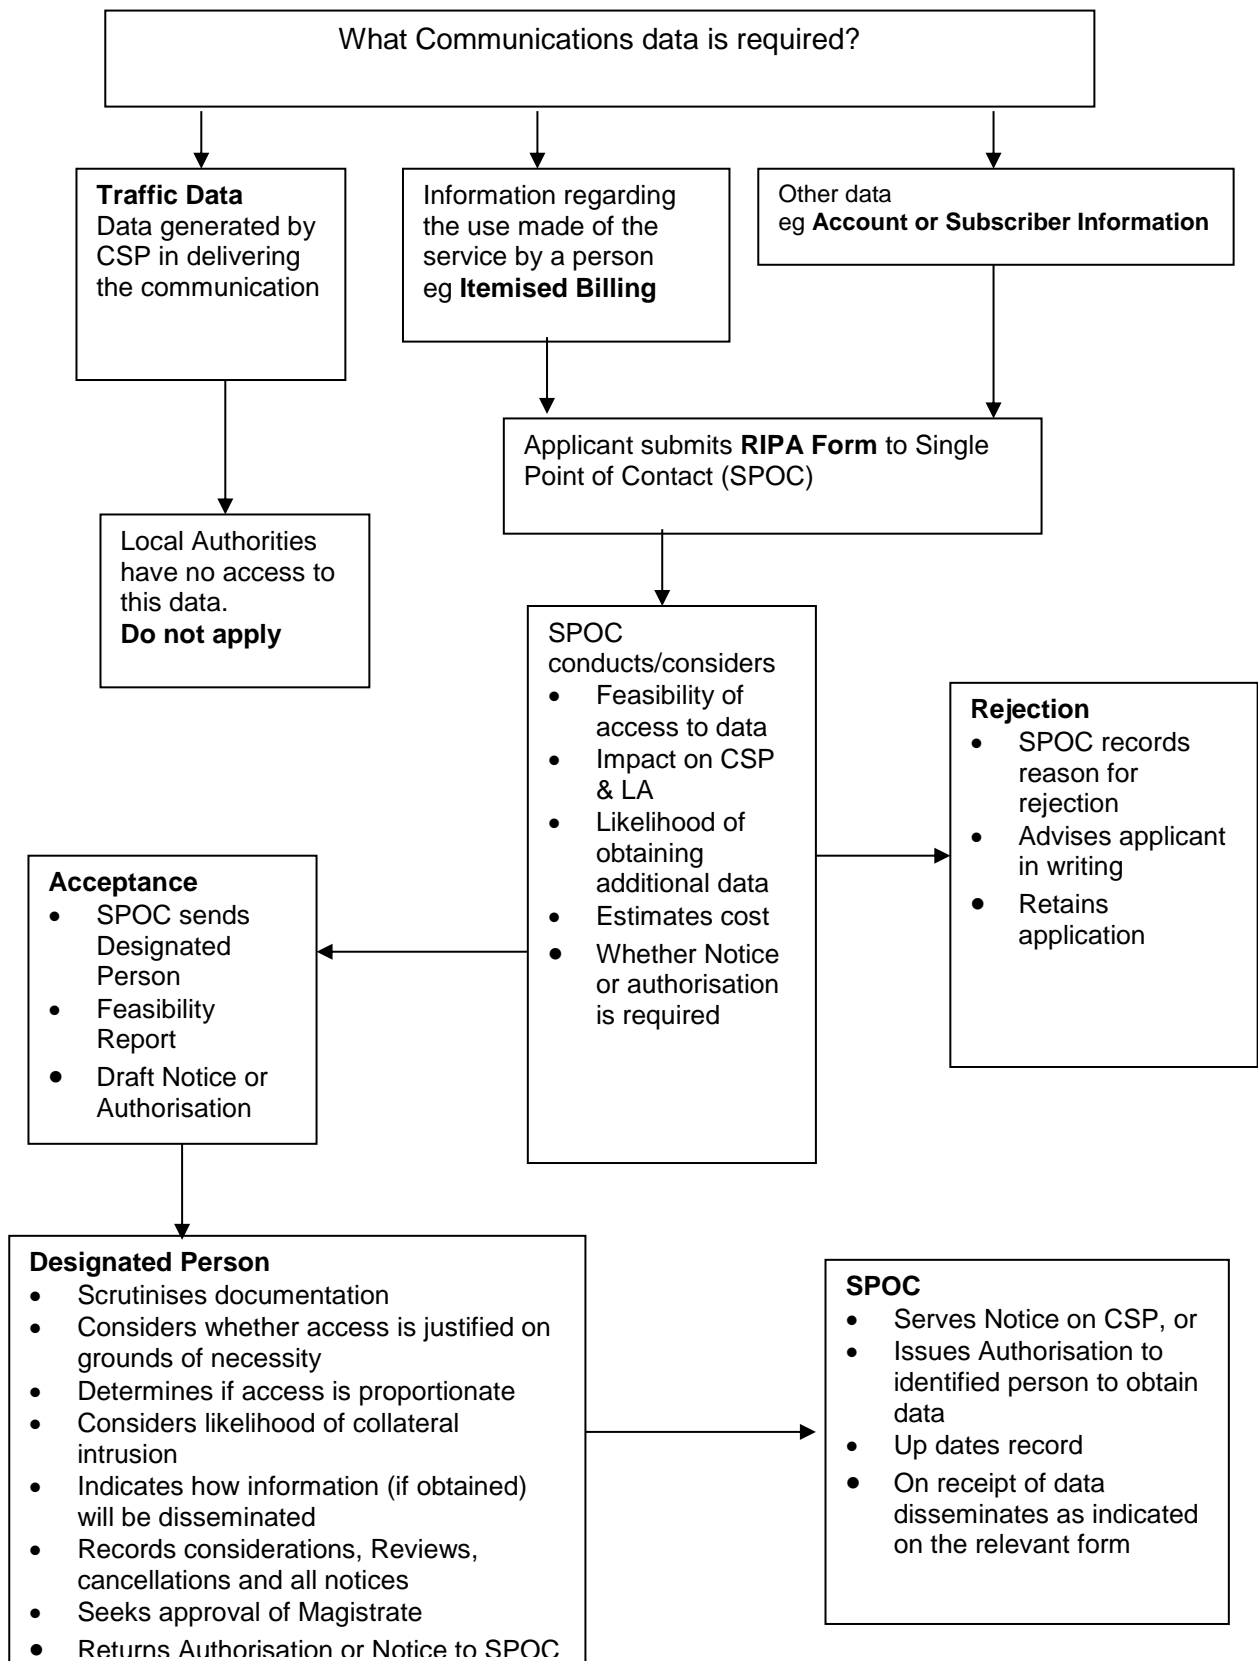 What Communications data is required?
Traffic Data
Data generated by
CSP in delivering
the communication
Information regarding
the use made of the
service by a person
eg Itemised Billing
Other data
eg Account or Subscriber Information
Applicant submits RIPA Form to Single
Point of Contact (SPOC)
Local Authorities
have no access to
this data.
Do not apply
SPOC
conducts/considers
• Feasibility of
access to data
• Impact on CSP
& LA
• Likelihood of
obtaining
additional data
• Estimates cost
• Whether Notice
or authorisation
is required
Rejection
• SPOC records
reason for
rejection
• Advises applicant
in writing
• Retains
application
Acceptance
• SPOC sends
Designated
Person
• Feasibility
Report
• Draft Notice or
Authorisation
Designated Person
• Scrutinises documentation
• Considers whether access is justified on
grounds of necessity
• Determines if access is proportionate
• Considers likelihood of collateral
intrusion
• Indicates how information (if obtained)
will be disseminated
• Records considerations, Reviews,
cancellations and all notices
• Seeks approval of Magistrate
• Returns Authorisation or Notice to SPOC
SPOC
• Serves Notice on CSP, or
• Issues Authorisation to
identified person to obtain
data
• Up dates record
• On receipt of data
disseminates as indicated
on the relevant form